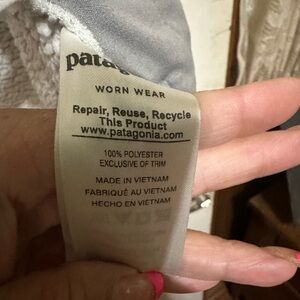 WORN WEAR
Repair, Reuse, Recycle
This Product
www.patagonia.com
100% POLYESTER
EXCLUSIVE OF TRIM
MADE IN VIETNAM
FABRIQUÉ AU VIETNAM
HECHO EN VIETNAM